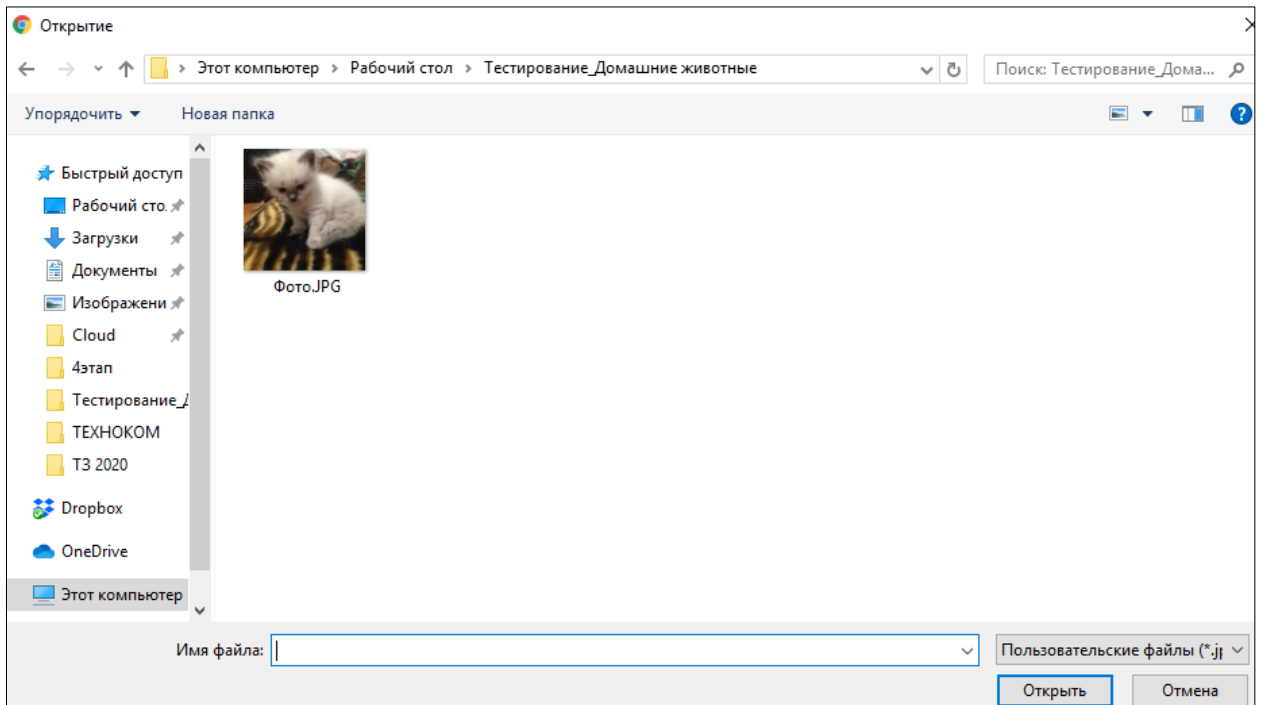 Открытие
Этот компьютер > Рабочий стол > Тестирование_Домашние животные
Поиск: Тестирование_Дома...
Упорядочить
Новая папка
Быстрый доступ
Рабочий сто.
Загрузки
Документы
Изображени
Cloud
4этап
Тестирование_Д
ТЕХНОКОМ
ТЗ 2020
Dropbox
OneDrive
Этот компьютер
Фото.JPG
Имя файла:
Пользовательские файлы (*.jp
Открыть
Отмена